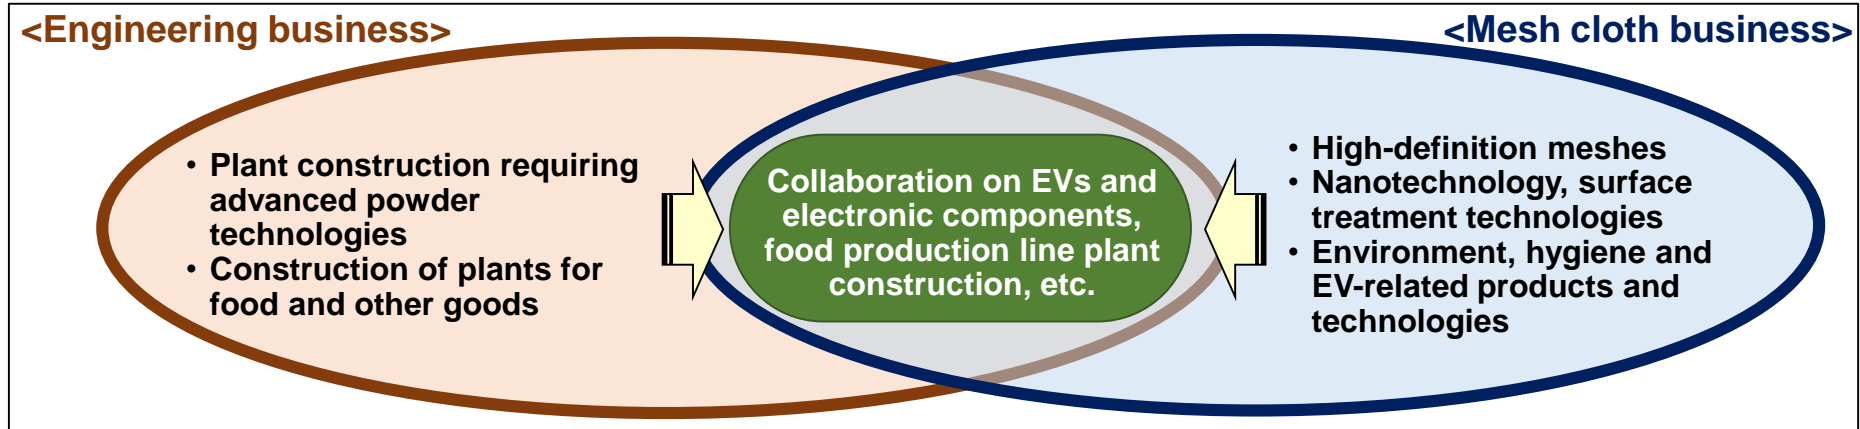 <Engineering business>
<Mesh cloth business>
• Plant construction requiring
advanced powder
technologies
• Construction of plants for
food and other goods
Collaboration on EVs and
electronic components,
food production line plant
construction, etc.
• High-definition meshes
• Nanotechnology, surface
treatment technologies
• Environment, hygiene and
EV-related products and
technologies